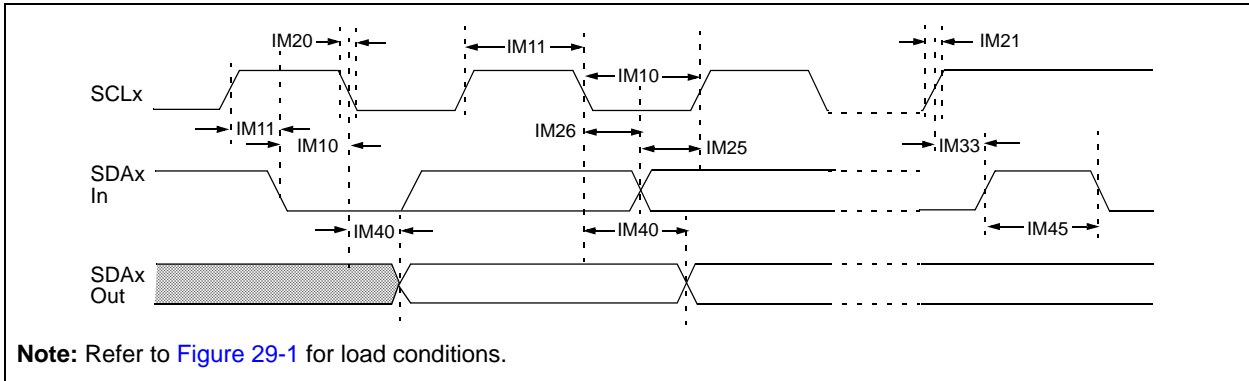 IM20
IM11
IM21
IM10
SCLx
IM11
IM26
IM10
IM25
IM33
SDAx
In
IM40
IM40
IM45
SDAx
Out
Note: Refer to Figure 29-1 for load conditions.